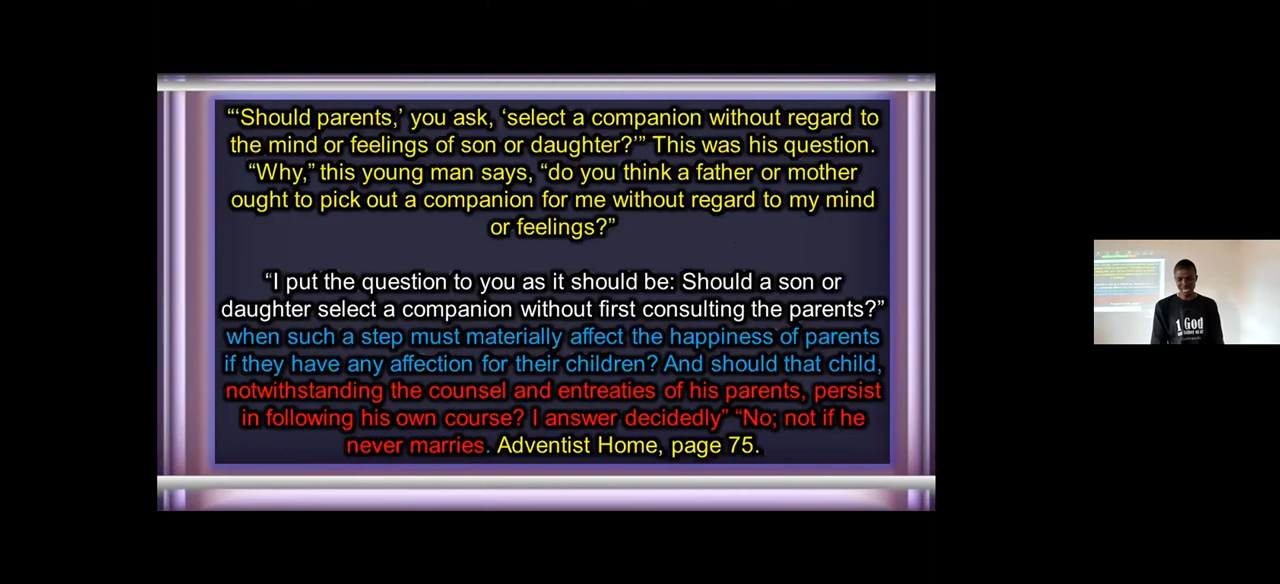 “‘Should parents,’ you ask, ‘select a companion without regard to
the mind or feelings of son or daughter?’” This was his question.
“Why,” this young man says, “do you think a father or mother
ought to pick out a companion for me without regard to my mind
or feelings?”
“I put the question to you as it should be: Should a son or
daughter select a companion without first consulting the parents?”
when such a step must materially affect the happiness of parents
if they have any affection for their children? And should that child,
notwithstanding the counsel and entreaties of his parents, persist
in following his own course? I answer decidedly” “No; not if he
never marries. Adventist Home, page 75.
1 God